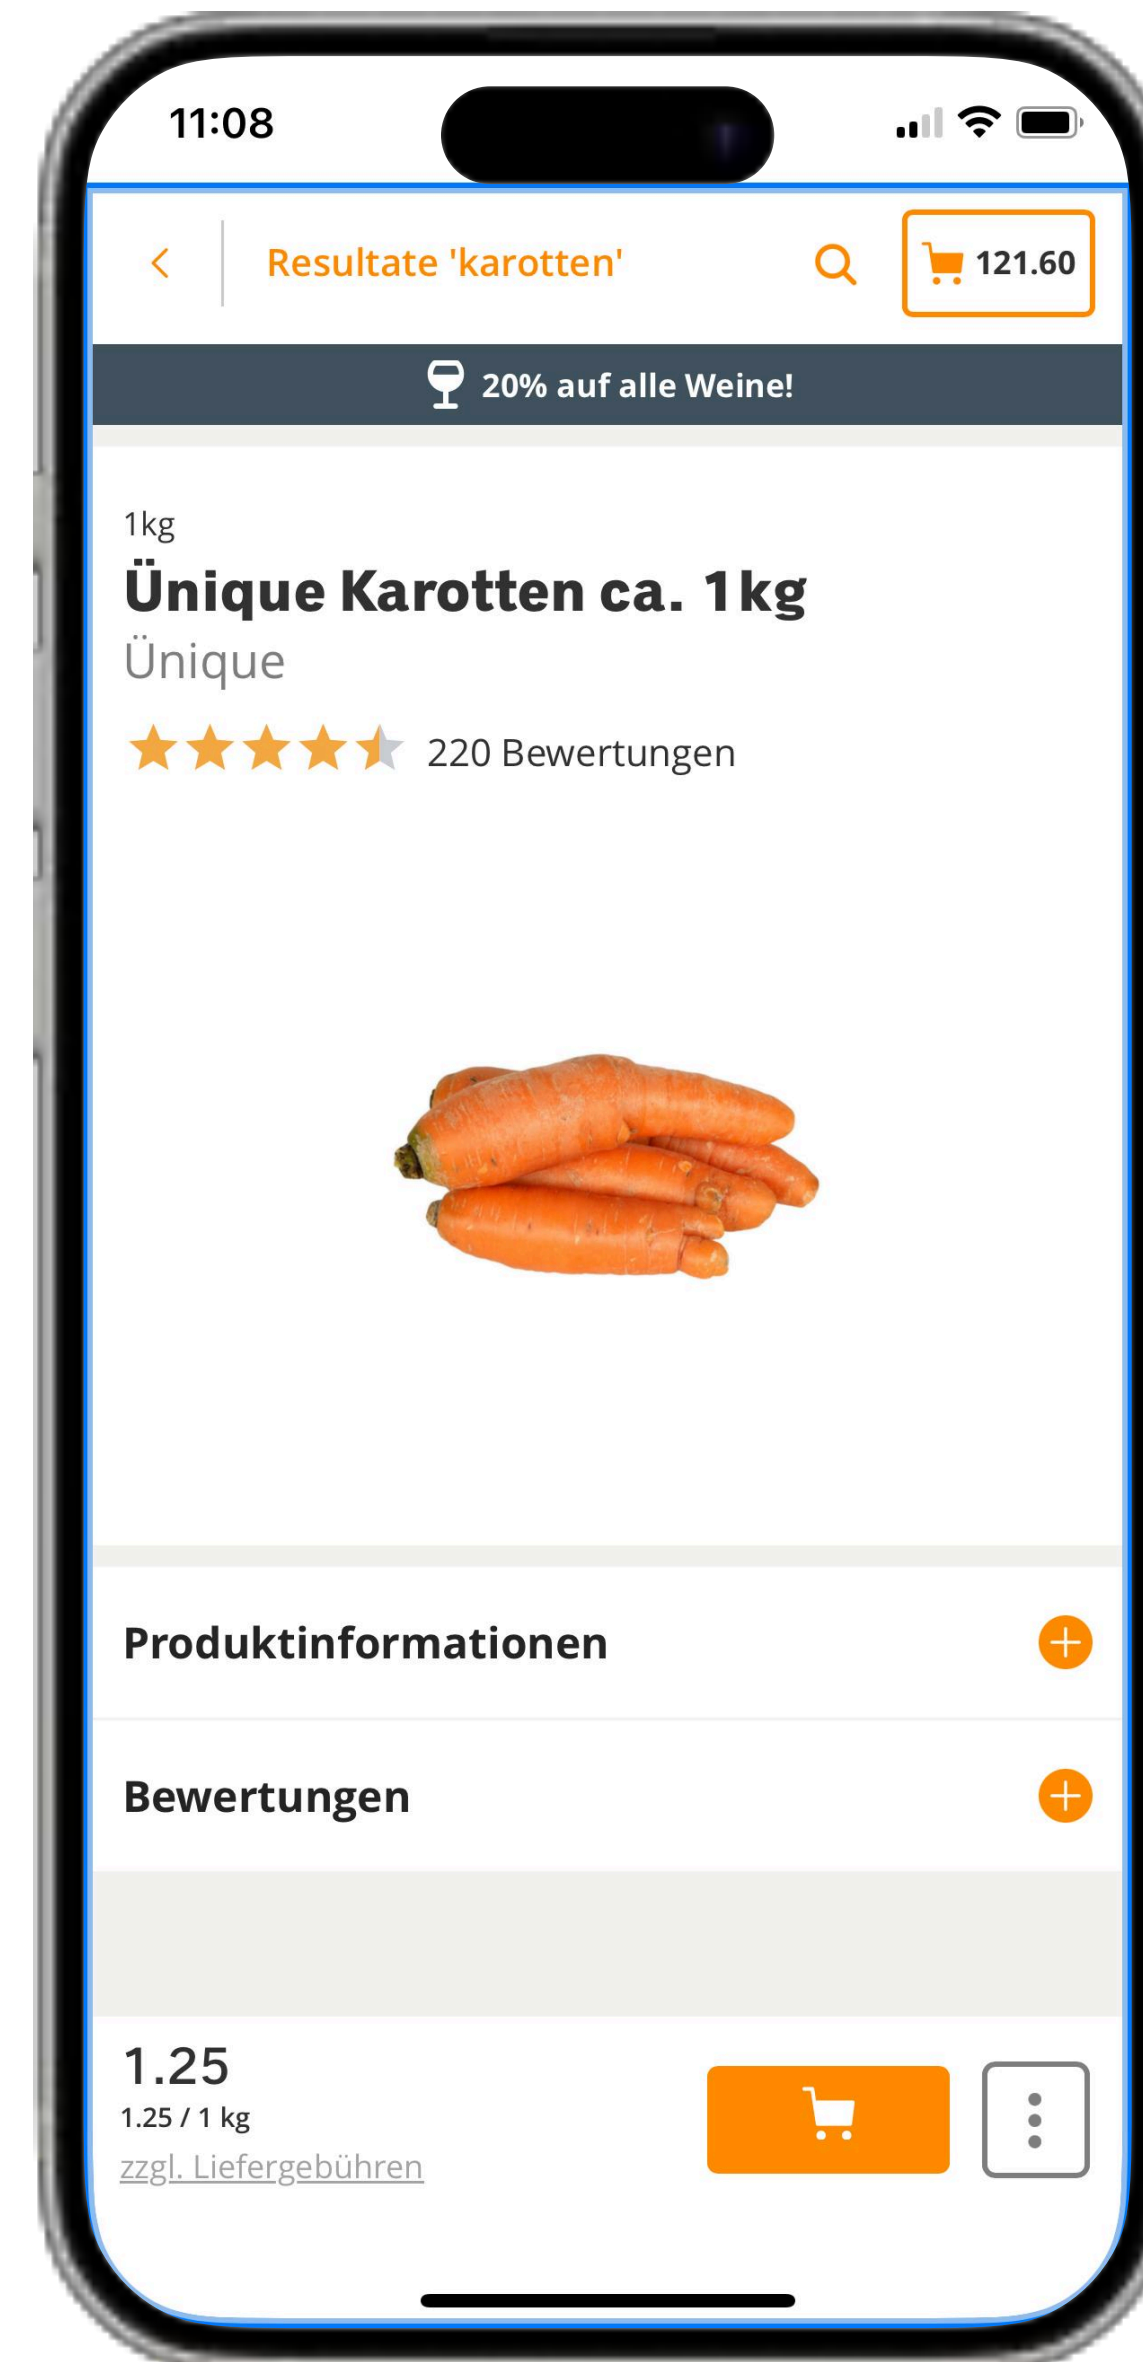 11:08
Resultate 'karotten'
121.60
20% auf alle Weine!
1kg
Ünique Karotten ca. 1kg
Ünique
220 Bewertungen
Produktinformationen
Bewertungen
1.25
1.25 / 1 kg
zzgl. Liefergebühren